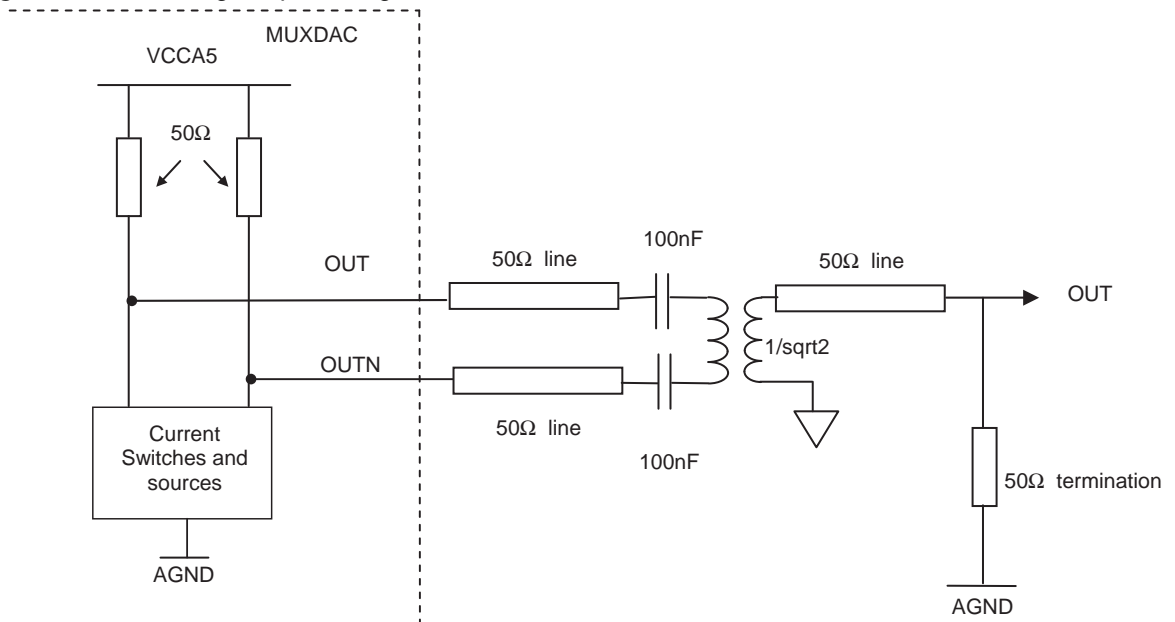 MUXDAC
VCCA5
50Ω
100nF
OUT
50Ω line
50Ω line
OUT
1/sqrt2
OUTN
50Ω line
100nF
Current
Switches and
sources
50Ω termination
AGND
AGND